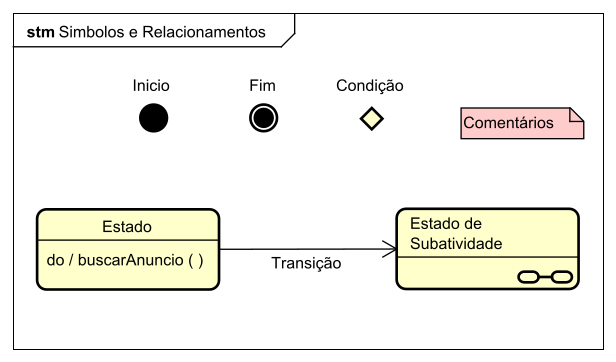 stm Simbolos e Relacionamentos
Inicio
Fim
Condição
Comentários
Estado
do / buscarAnuncio ( )
Transição
Estado de
Subatividade